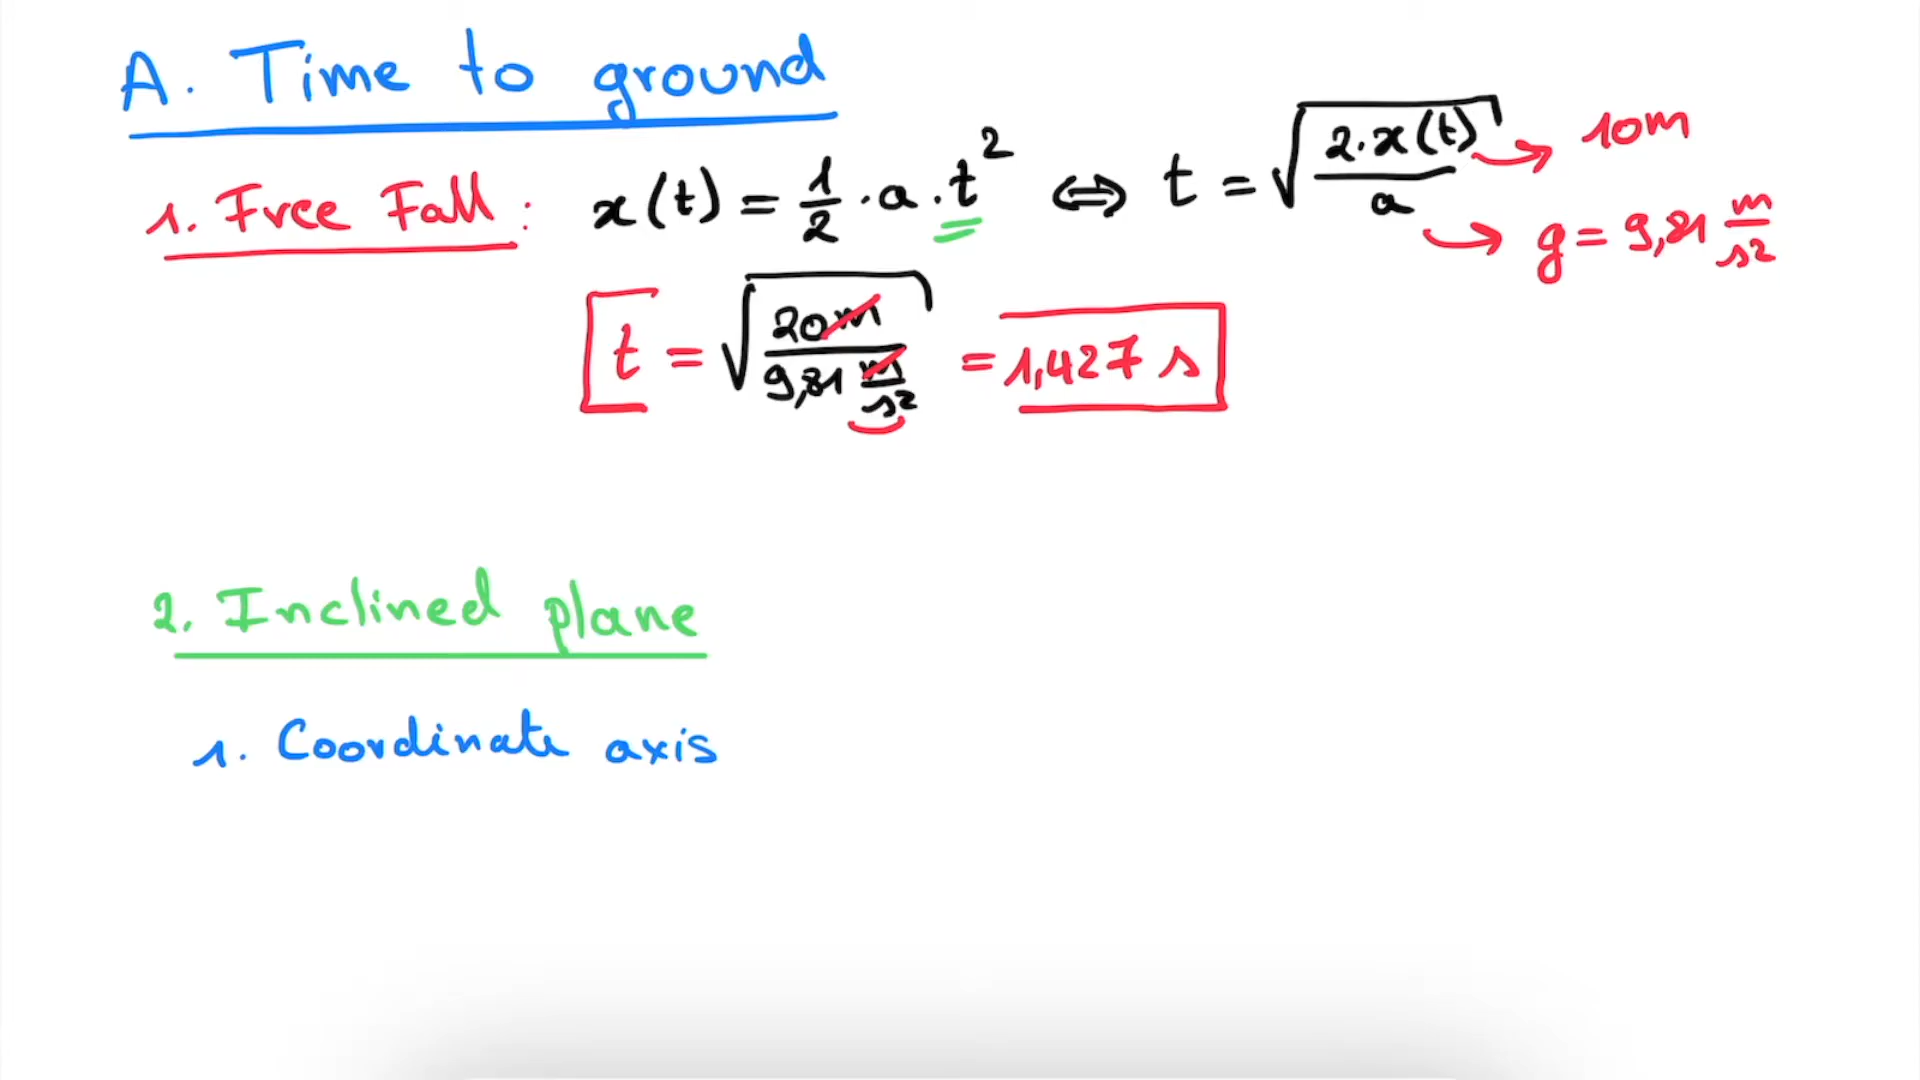 A. Time to ground
1. Free Fall: x(t) = 1/2 · a · t² ⇔ t = √(2·x(t)/a) → 10m
→ g = 9,81 m/s²
t = √(20m / 9,81 m/s²) = 1,427 s
2. Inclined plane
1. Coordinate axis